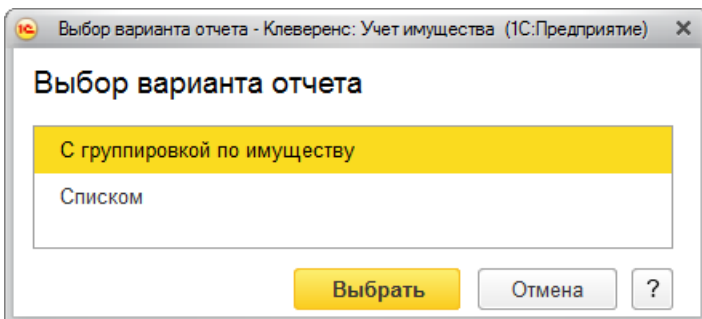 1С Выбор варианта отчета - Клеверенс: Учет имущества (1С:Предприятие)
Выбор варианта отчета
С группировкой по имуществу
Списком
Выбрать Отмена ?